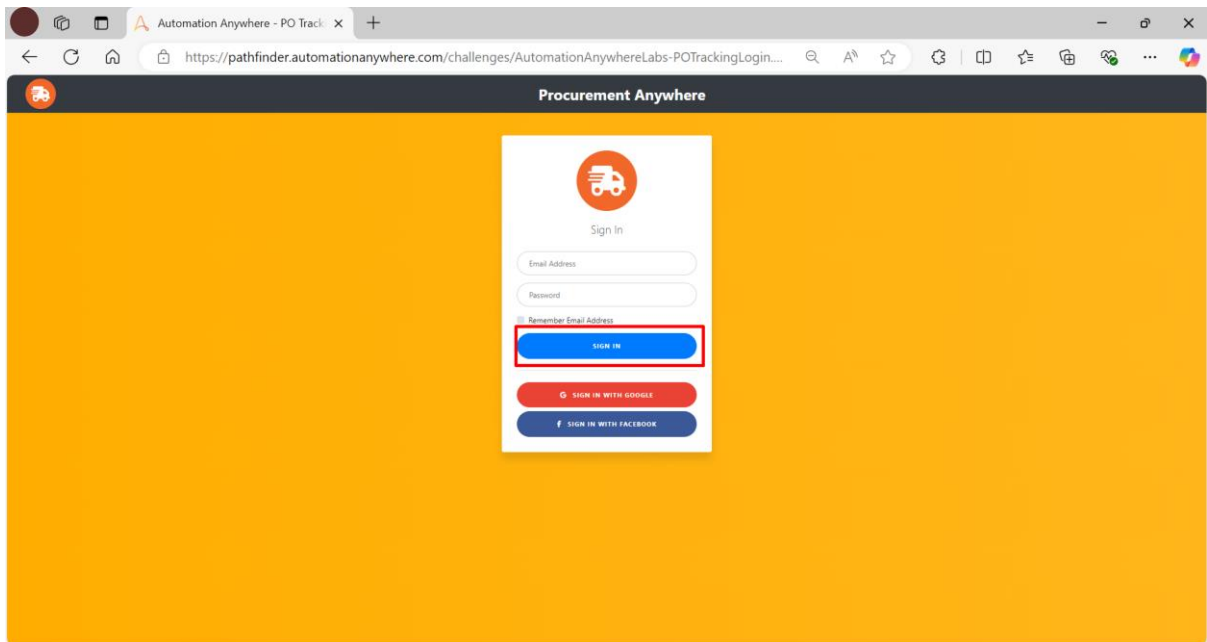 Automation Anywhere - PO Track
https://pathfinder.automationanywhere.com/challenges/AutomationAnywhereLabs-POTrackingLogin....
Procurement Anywhere
Sign In
Email Address
Password
Remember Email Address
SIGN IN
G SIGN IN WITH GOOGLE
f SIGN IN WITH FACEBOOK